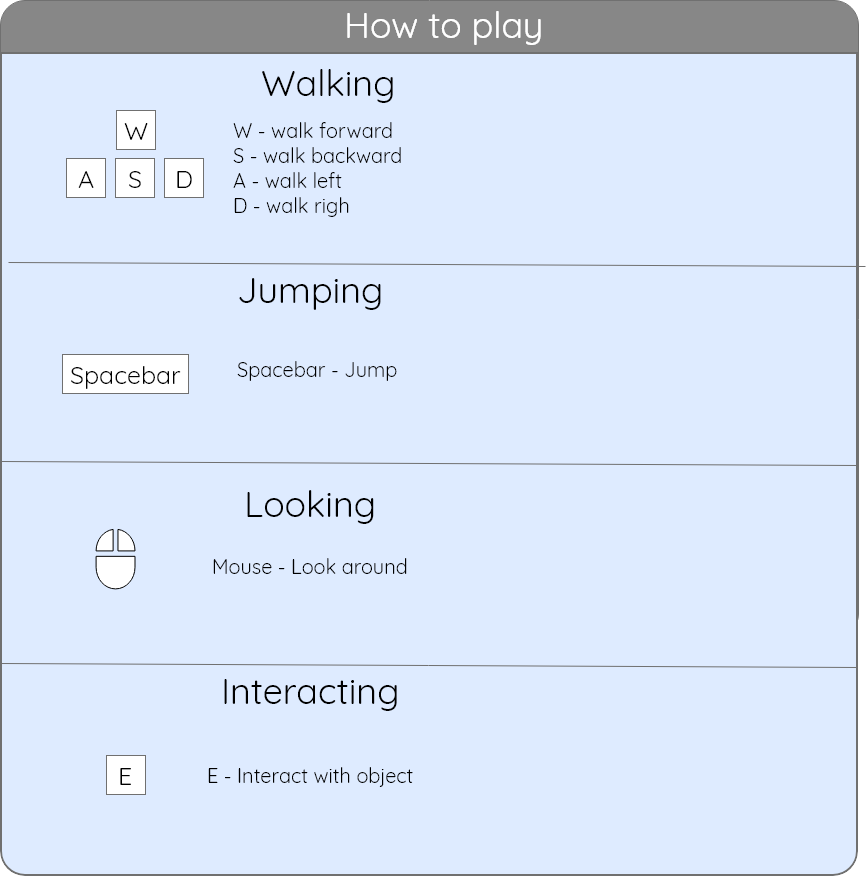 How to play
Walking
W
A S D
W - walk forward
S - walk backward
A - walk left
D - walk righ
Jumping
Spacebar
Spacebar - Jump
Looking
Mouse - Look around
Interacting
E
E - Interact with object